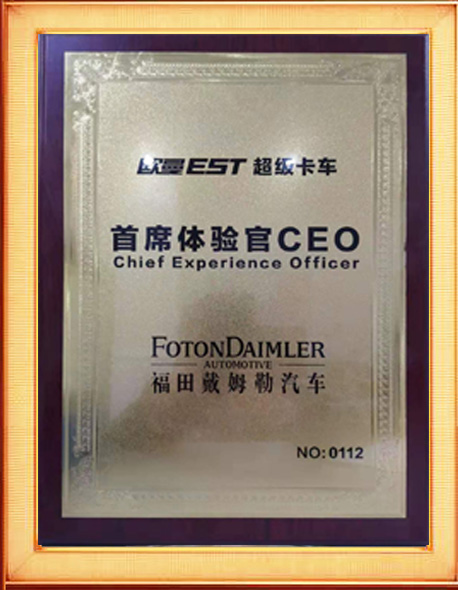 欧曼EST 超级卡车
首席体验官CEO
Chief Experience Officer
FOTONDAIMLER
AUTOMOTIVE
福田戴姆勒汽车
NO:0112